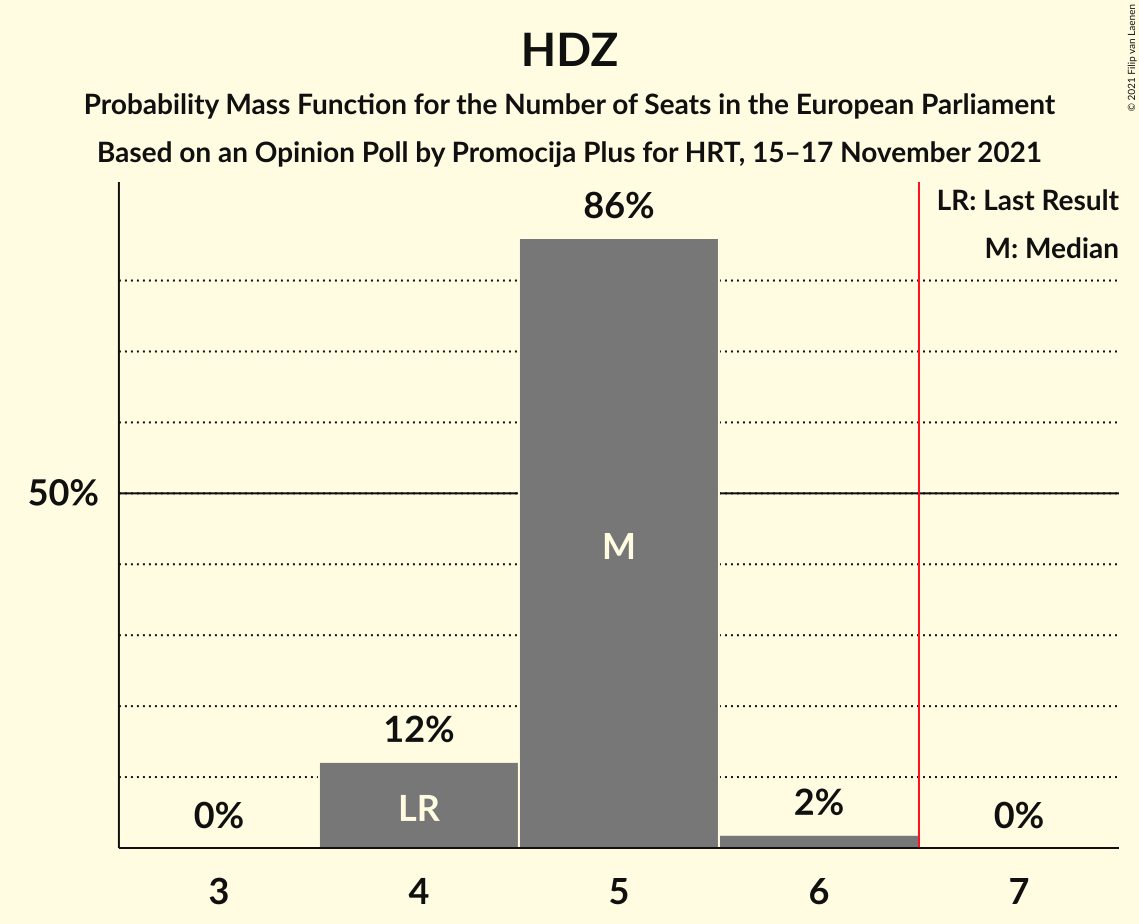 HDZ
Probability Mass Function for the Number of Seats in the European Parliament
Based on an Opinion Poll by Promocija Plus for HRT, 15–17 November 2021
© 2021 Filip van Laenen
LR: Last Result
M: Median
86%
50%
M
12%
LR
2%
0%
0%
3 4 5 6 7